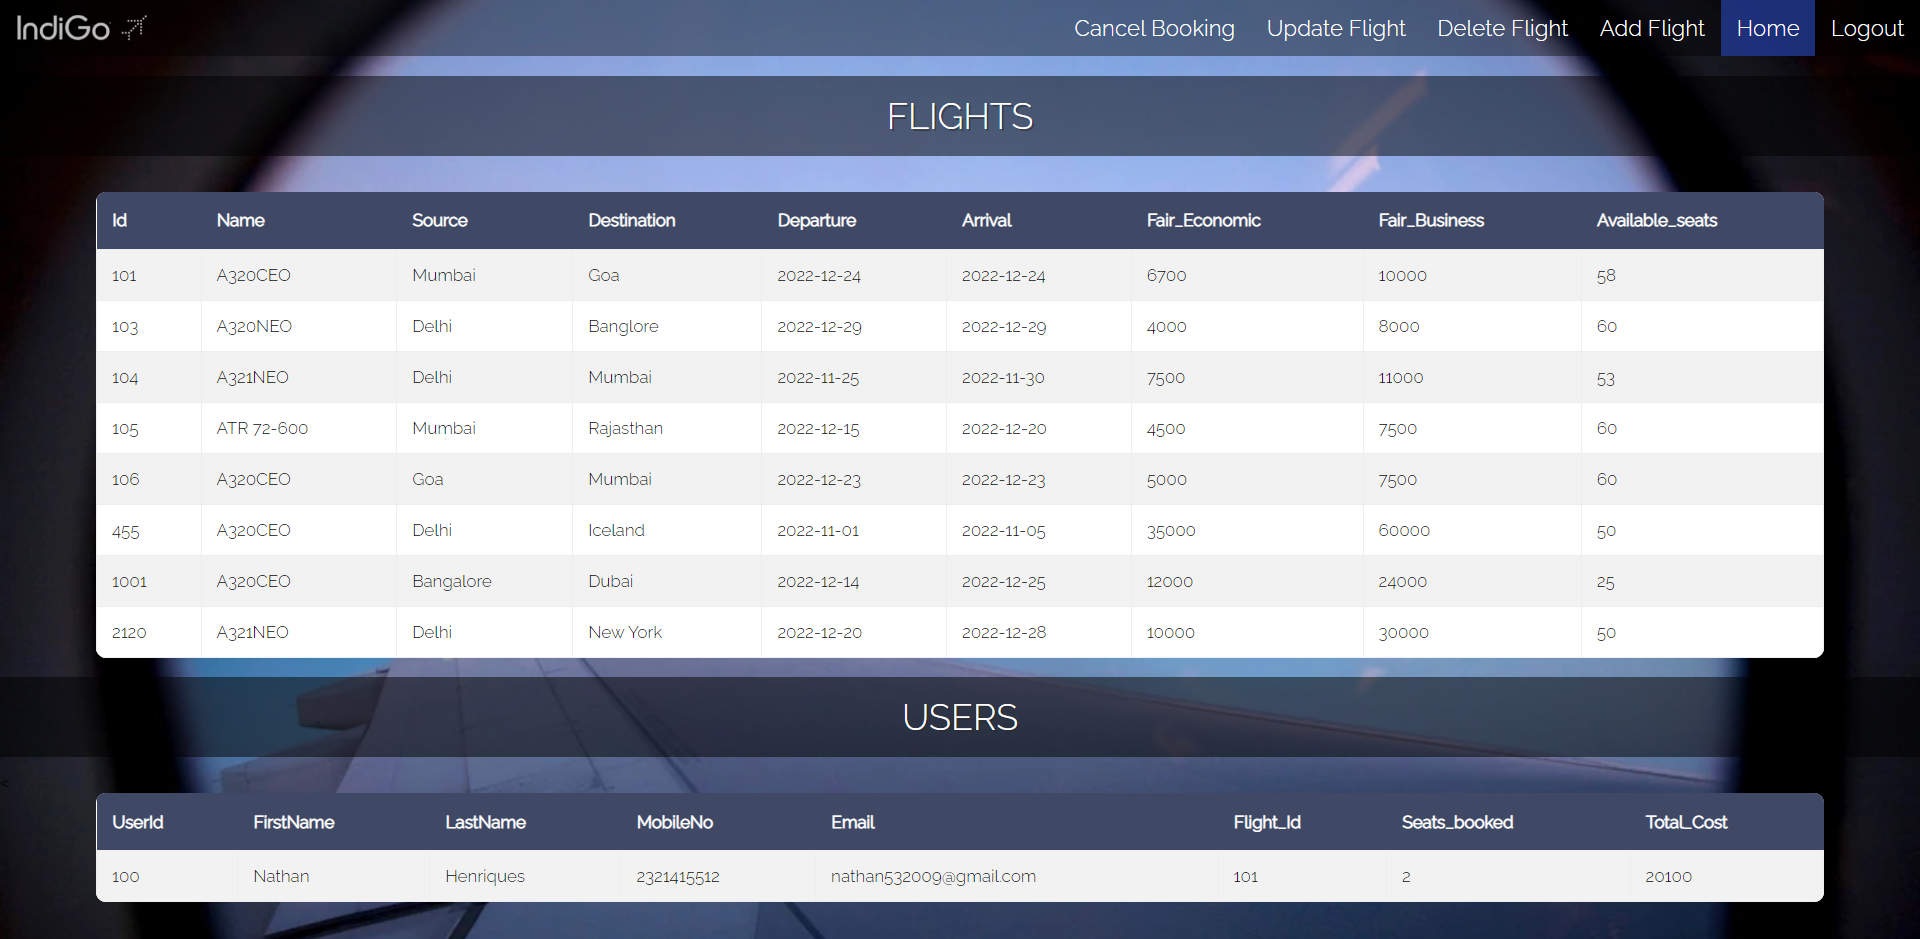 IndiGo Cancel Booking Update Flight Delete Flight Add Flight Home Logout
FLIGHTS
Id Name Source Destination Departure Arrival Fair_Economic Fair_Business Available_seats
101 A320CEO Mumbai Goa 2022-12-24 2022-12-24 6700 10000 58
103 A320NEO Delhi Banglore 2022-12-29 2022-12-29 4000 8000 60
104 A321NEO Delhi Mumbai 2022-11-25 2022-11-30 7500 11000 53
105 ATR 72-600 Mumbai Rajasthan 2022-12-15 2022-12-20 4500 7500 60
106 A320CEO Goa Mumbai 2022-12-23 2022-12-23 5000 7500 60
455 A320CEO Delhi Iceland 2022-11-01 2022-11-05 35000 60000 50
1001 A320CEO Bangalore Dubai 2022-12-14 2022-12-25 12000 24000 25
2120 A321NEO Delhi New York 2022-12-20 2022-12-28 10000 30000 50
USERS
<
UserId FirstName LastName MobileNo Email Flight_Id Seats_booked Total_Cost
100 Nathan Henriques 2321415512 nathan532009@gmail.com 101 2 20100